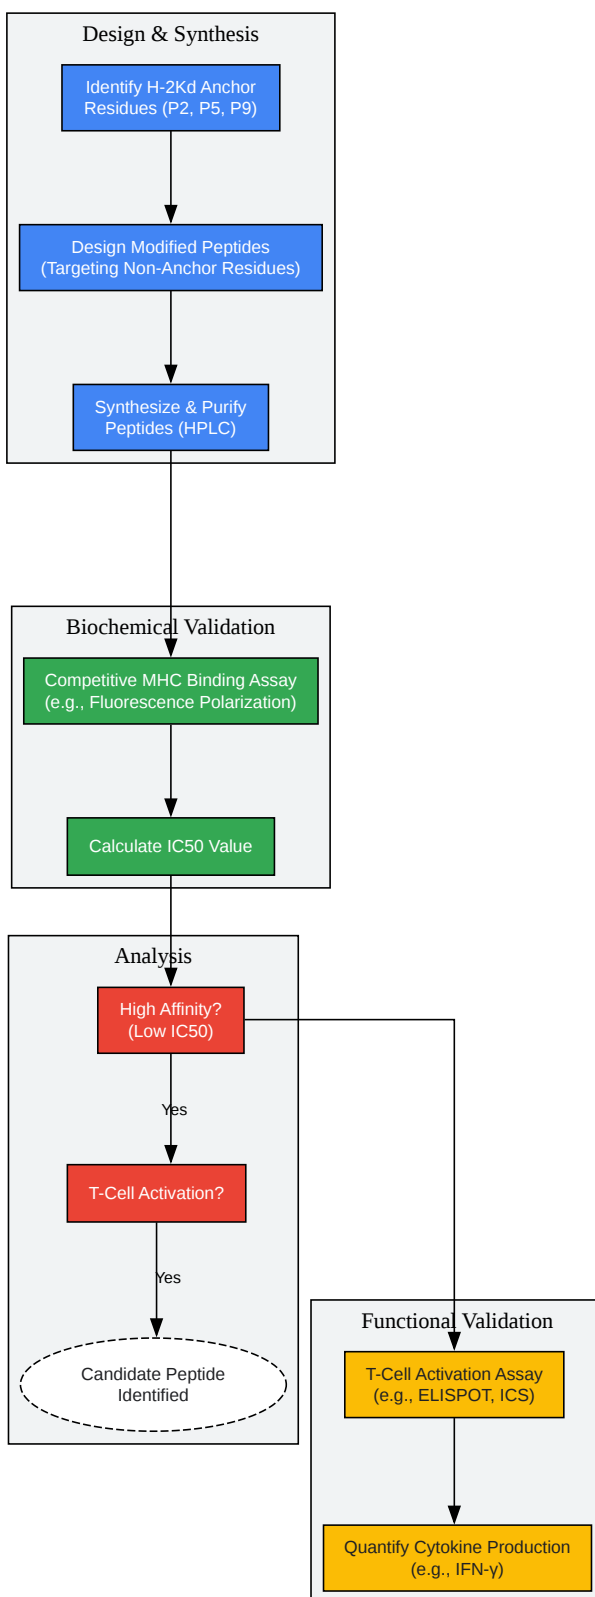 Design & Synthesis
Identify H-2Kd Anchor
Residues (P2, P5, P9)
Design Modified Peptides
(Targeting Non-Anchor Residues)
Synthesize & Purify
Peptides (HPLC)
Biochemical Validation
Competitive MHC Binding Assay
(e.g., Fluorescence Polarization)
Calculate IC50 Value
Analysis
High Affinity?
(Low IC50)
Yes
T-Cell Activation?
Yes
Candidate Peptide
Identified
Functional Validation
T-Cell Activation Assay
(e.g., ELISPOT, ICS)
Quantify Cytokine Production
(e.g., IFN-γ)